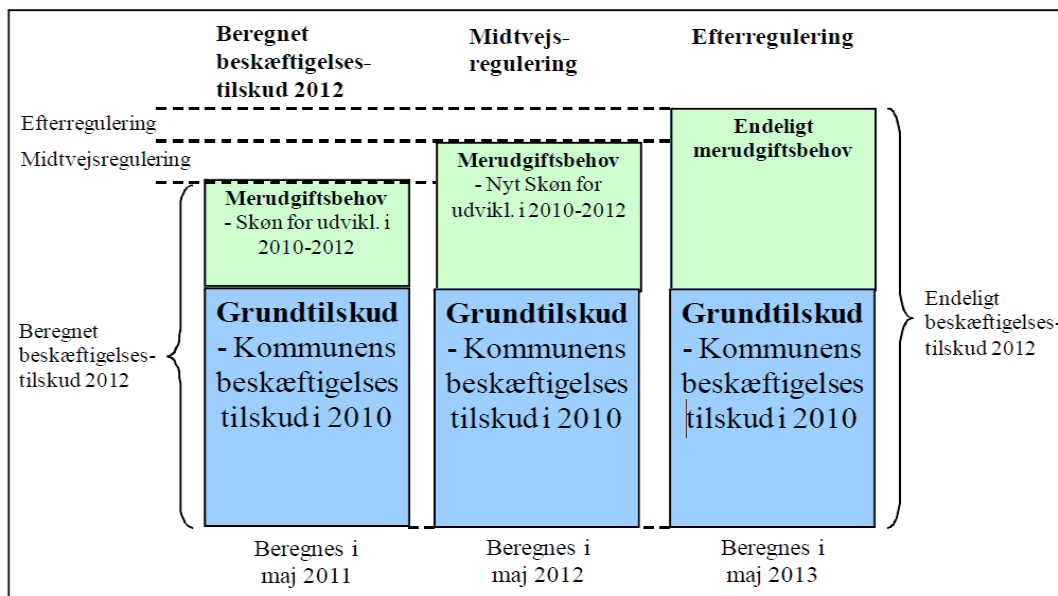 Beregnet
beskæftigelses-
tilskud 2012
Midtvejs-
regulering
Efterregulering
Efterregulering
Midtvejsregulering
Merudgiftsbehov
- Skøn for udvikl. i
2010-2012
Merudgiftsbehov
- Nyt Skøn for
udvikl. i 2010-2012
Endeligt
merudgiftsbehov
Beregnet
beskæftigelses-
tilskud 2012
Grundtilskud
- Kommunens
beskæftigelses
tilskud i 2010
Grundtilskud
- Kommunens
beskæftigelses
tilskud i 2010
Grundtilskud
- Kommunens
beskæftigelses
tilskud i 2010
Endeligt
beskæftigelses-
tilskud 2012
Beregnes i
maj 2011
Beregnes i
maj 2012
Beregnes i
maj 2013